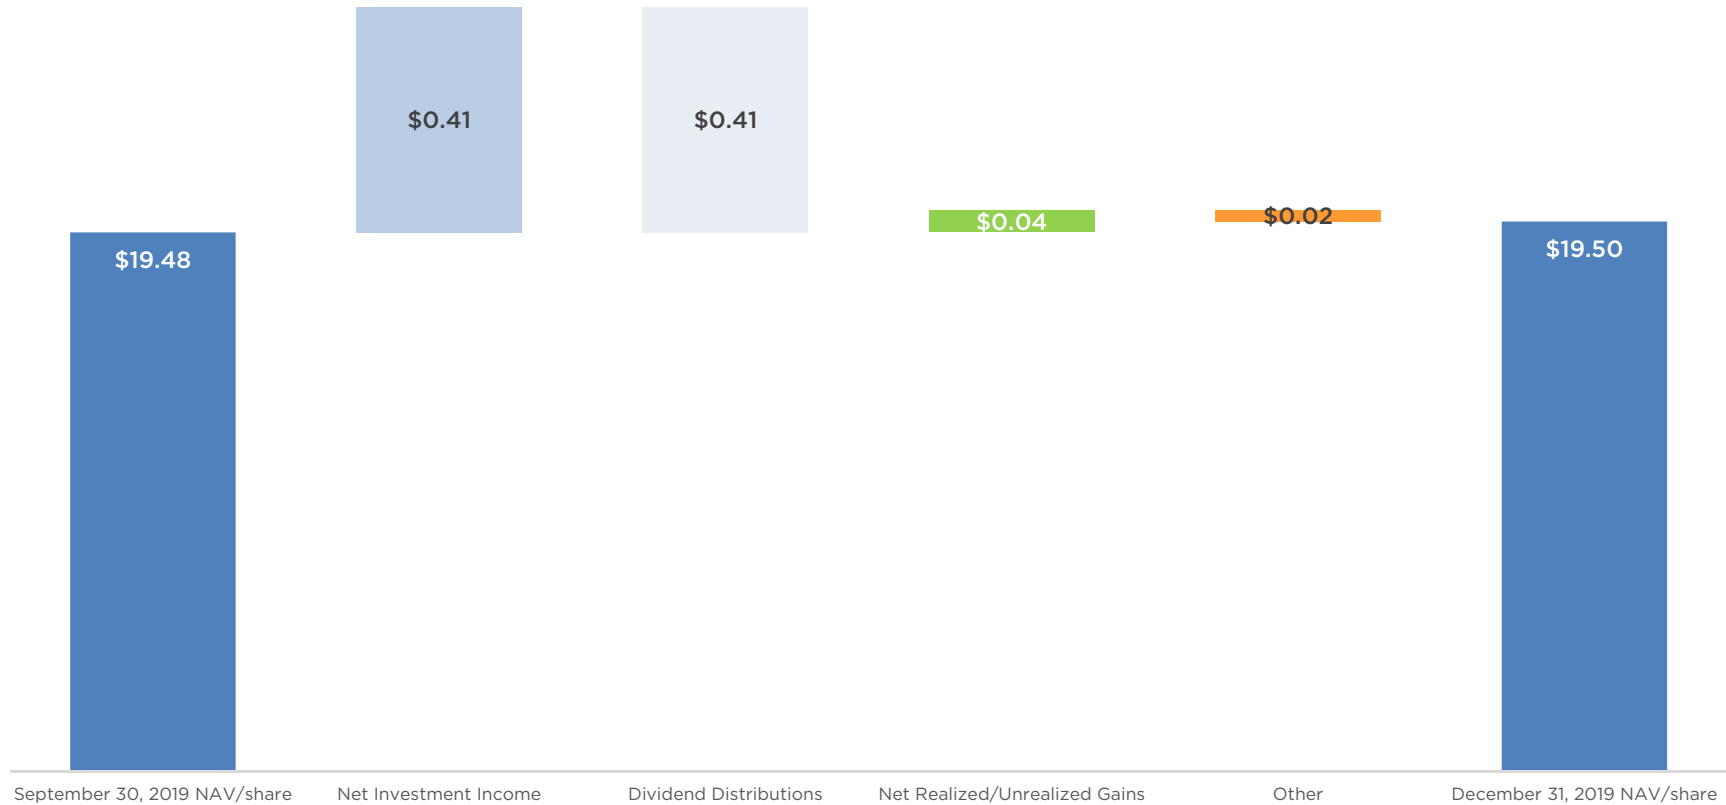 $0.41
$0.41
$0.04
$0.02
$19.48
$19.50
September 30, 2019 NAV/share
Net Investment Income
Dividend Distributions
Net Realized/Unrealized Gains
Other
December 31, 2019 NAV/share